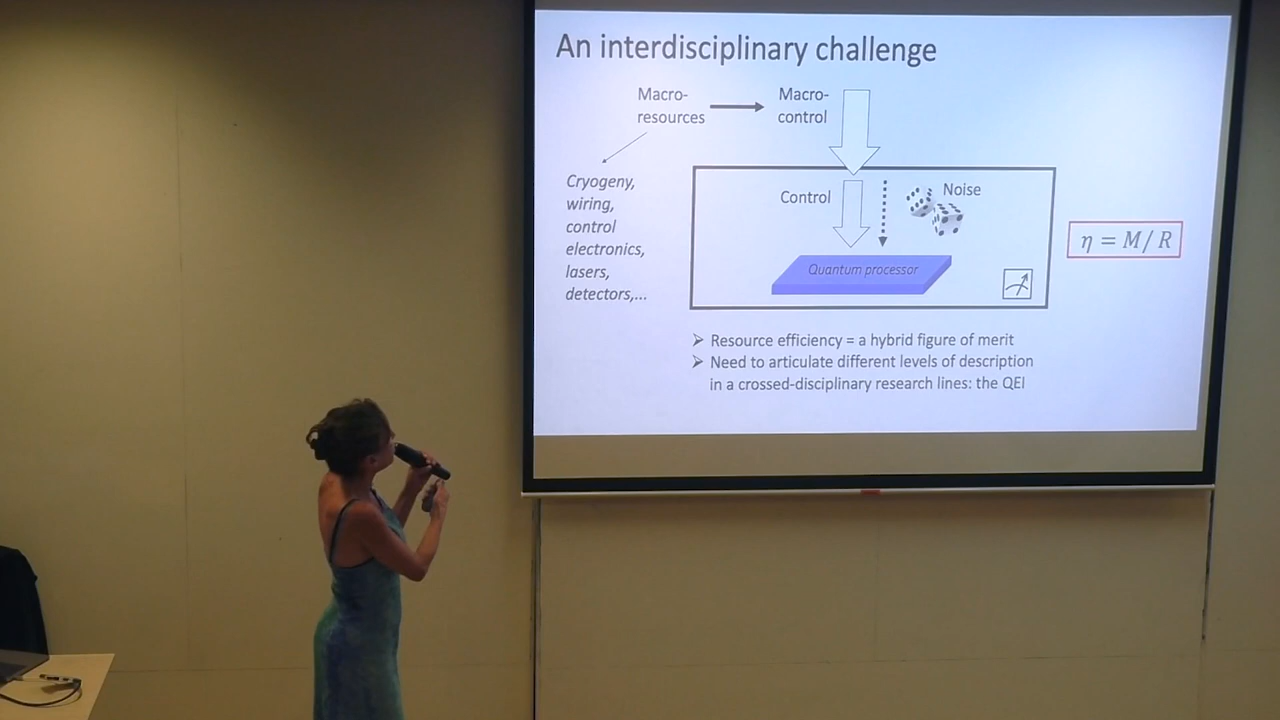 An interdisciplinary challenge
Macro-
resources
Macro-
control
Cryogeny,
wiring,
control
electronics,
lasers,
detectors,...
Control
Noise
Quantum processor
η = M/R
➢ Resource efficiency = a hybrid figure of merit
➢ Need to articulate different levels of description
in a crossed-disciplinary research lines: the QEI